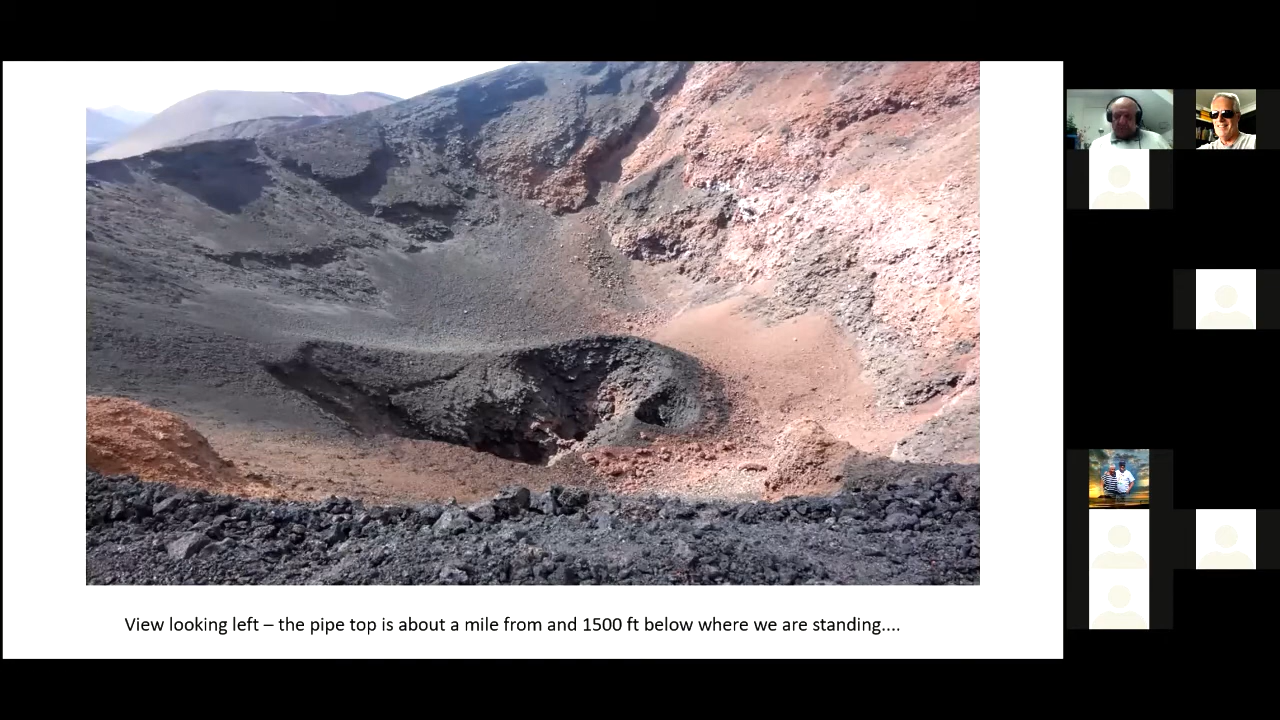 View looking left – the pipe top is about a mile from and 1500 ft below where we are standing....